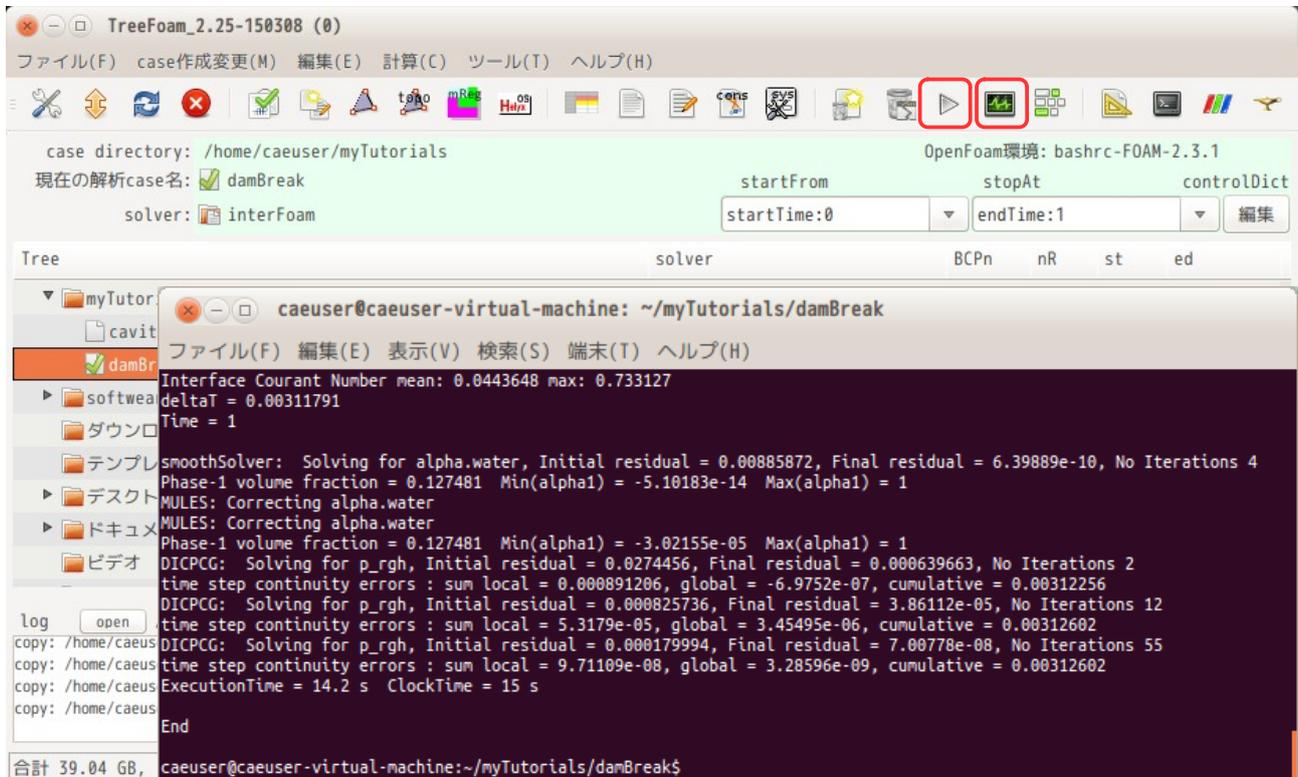 TreeFoam_2.25-150308 (0)
ファイル(F) case作成変更(M) 編集(E) 計算(C) ツール(T) ヘルプ(H)
topo mReg Helyx OS cons SYS
case directory: /home/caeuser/myTutorials OpenFoam環境: bashrc-FOAM-2.3.1
現在の解析case名: damBreak startFrom stopAt controlDict
solver: interFoam startTime:0 endTime:1 編集
Tree solver BCPn nR st ed
myTutor
cavit
damBr
softwea
ダウンロ
テンプレ
デスクト
ドキュメ
ビデオ
caeuser@caeuser-virtual-machine: ~/myTutorials/damBreak
ファイル(F) 編集(E) 表示(V) 検索(S) 端末(T) ヘルプ(H)
Interface Courant Number mean: 0.0443648 max: 0.733127
deltaT = 0.00311791
Time = 1
smoothSolver:  Solving for alpha.water, Initial residual = 0.00885872, Final residual = 6.39889e-10, No Iterations 4
Phase-1 volume fraction = 0.127481  Min(alpha1) = -5.10183e-14  Max(alpha1) = 1
MULES: Correcting alpha.water
MULES: Correcting alpha.water
Phase-1 volume fraction = 0.127481  Min(alpha1) = -3.02155e-05  Max(alpha1) = 1
DICPCG:  Solving for p_rgh, Initial residual = 0.0274456, Final residual = 0.000639663, No Iterations 2
time step continuity errors : sum local = 0.000891206, global = -6.9752e-07, cumulative = 0.00312256
DICPCG:  Solving for p_rgh, Initial residual = 0.000825736, Final residual = 3.86112e-05, No Iterations 12
time step continuity errors : sum local = 5.3179e-05, global = 3.45495e-06, cumulative = 0.00312602
DICPCG:  Solving for p_rgh, Initial residual = 0.000179994, Final residual = 7.00778e-08, No Iterations 55
time step continuity errors : sum local = 9.71109e-08, global = 3.28596e-09, cumulative = 0.00312602
ExecutionTime = 14.2 s  ClockTime = 15 s
End
caeuser@caeuser-virtual-machine:~/myTutorials/damBreak$
log open
copy: /home/caeus
copy: /home/caeus
copy: /home/caeus
copy: /home/caeus
合計 39.04 GB,